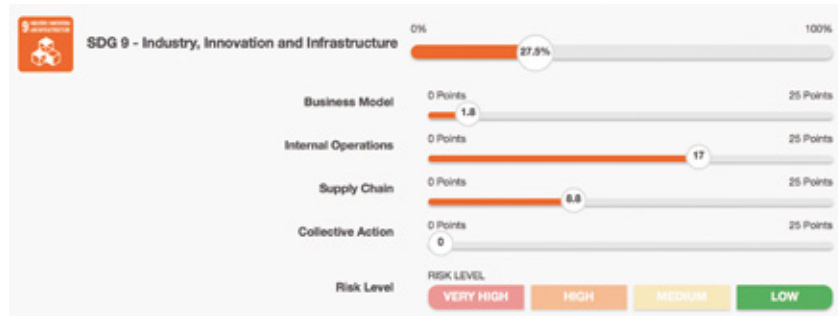 9
0%
100%
SDG 9 - Industry, Innovation and Infrastructure
27.5%
Business Model
0 Points
25 Points
1.8
Internal Operations
0 Points
25 Points
17
Supply Chain
0 Points
25 Points
8.8
Collective Action
0 Points
25 Points
0
Risk Level
RISK LEVEL
VERY HIGH
HIGH
MEDIUM
LOW